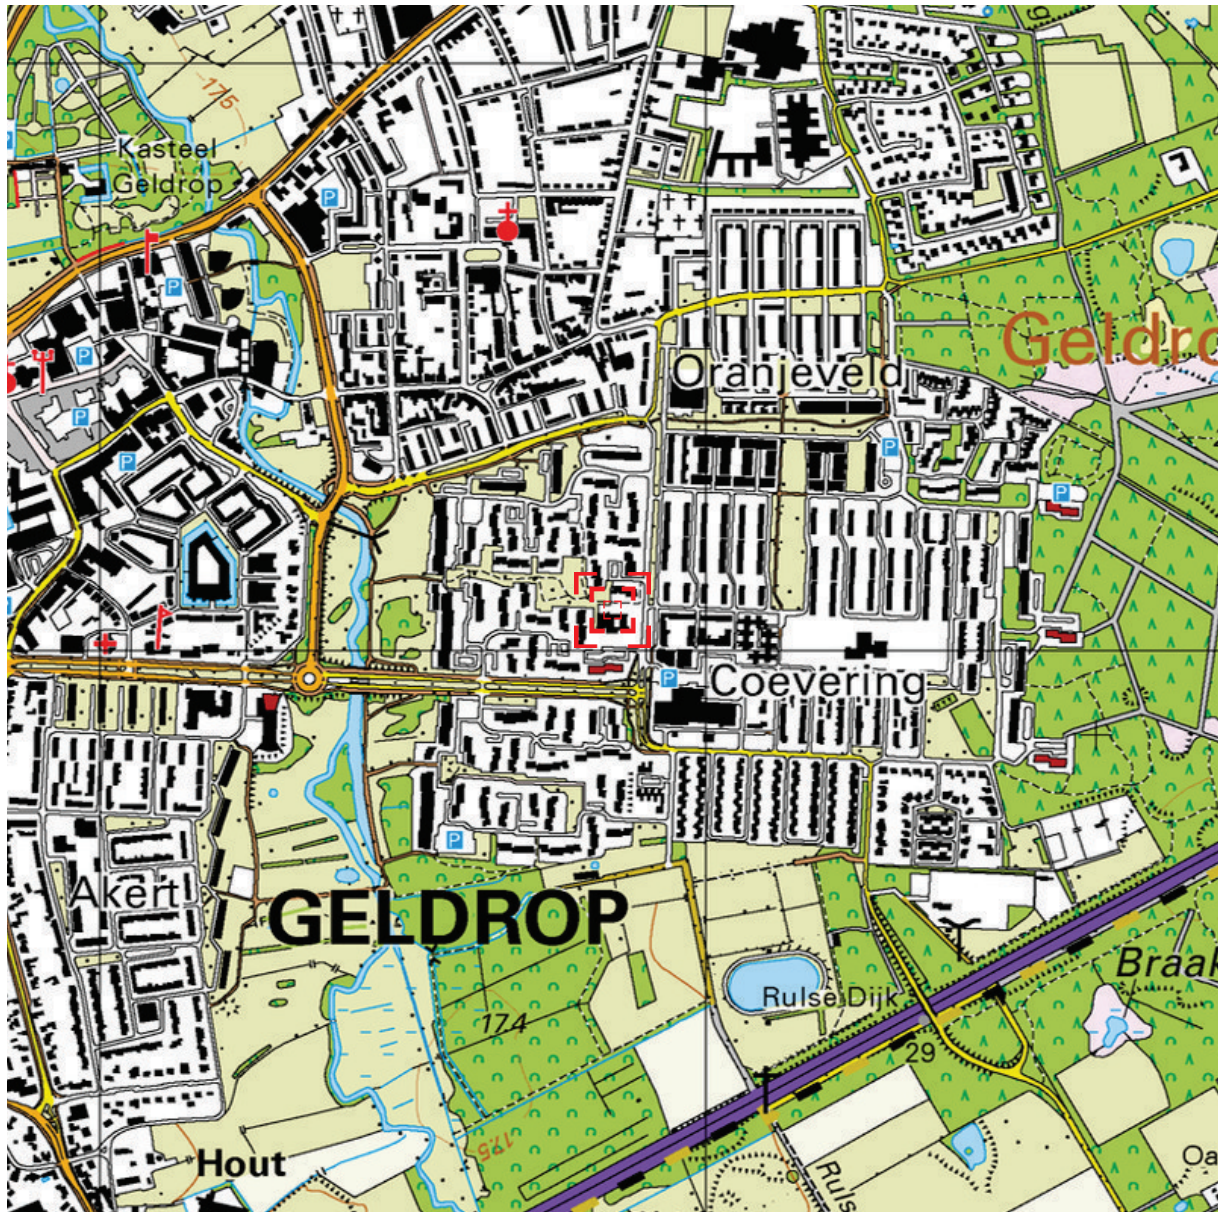 175
Kasteel
Geldrop
P
P
P
P
P
Geldro
Oranjeveld
P
P
P
Coevering
P
Akert
GELDROP
Braak
Rulse Dijk
174
29
175
Hout
Ruls
Oa